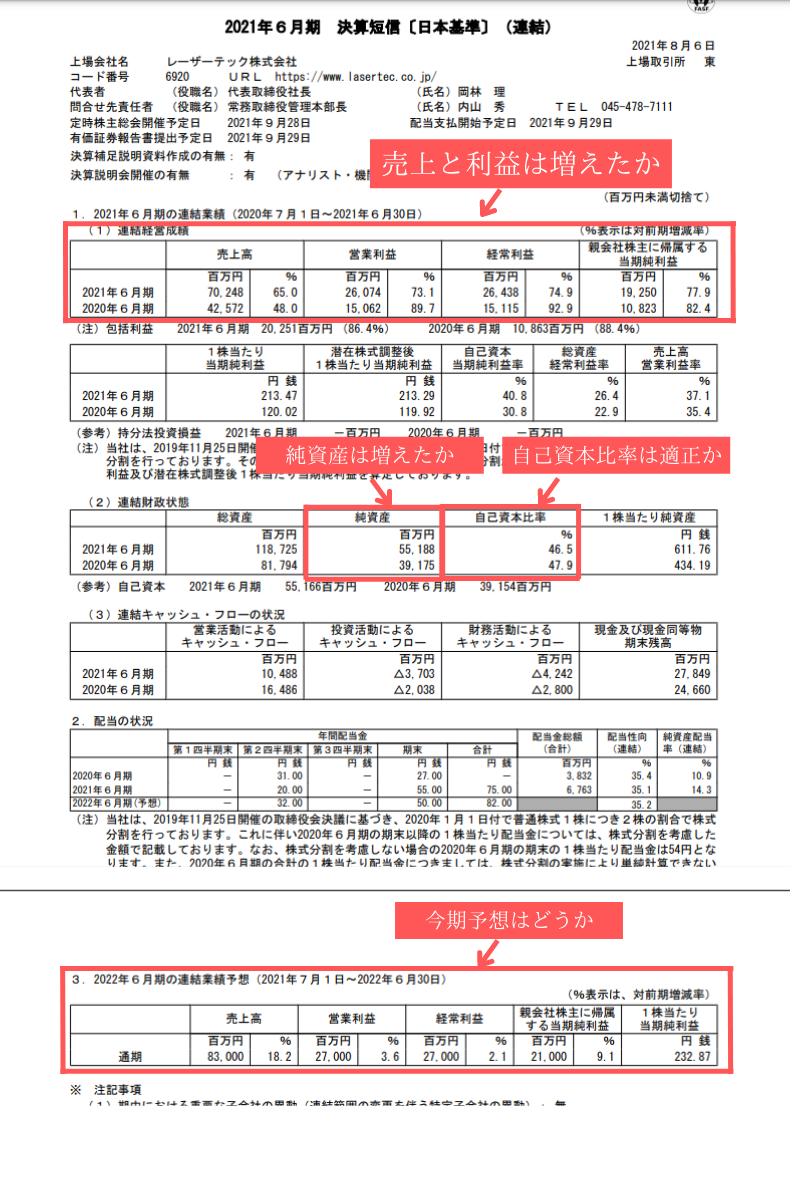 FASF
2021年6月期 決算短信〔日本基準〕(連結)
2021年8月6日
上場会社名 レーザーテック株式会社 上場取引所 東
コード番号 6920 URL https://www.lasertec.co.jp/
代表者 (役職名) 代表取締役社長 (氏名) 岡林 理
問合せ先責任者 (役職名) 常務取締役管理本部長 (氏名) 内山 秀 TEL 045-478-7111
定時株主総会開催予定日 2021年9月28日 配当支払開始予定日 2021年9月29日
有価証券報告書提出予定日 2021年9月29日
決算補足説明資料作成の有無: 有
決算説明会開催の有無 : 有 (アナリスト・機
売上と利益は増えたか
(百万円未満切捨て)
1.2021年6月期の連結業績(2020年7月1日~2021年6月30日)
(1)連結経営成績 (%表示は対前期増減率)
売上高 営業利益 経常利益 親会社株主に帰属する当期純利益
百万円 % 百万円 % 百万円 % 百万円 %
2021年6月期 70,248 65.0 26,074 73.1 26,438 74.9 19,250 77.9
2020年6月期 42,572 48.0 15,062 89.7 15,115 92.9 10,823 82.4
(注)包括利益 2021年6月期 20,251百万円 (86.4%) 2020年6月期 10,863百万円 (88.4%)
1株当たり当期純利益 潜在株式調整後1株当たり当期純利益 自己資本当期純利益率 総資産経常利益率 売上高営業利益率
円 銭 円 銭 % % %
2021年6月期 213.47 213.29 40.8 26.4 37.1
2020年6月期 120.02 119.92 30.8 22.9 35.4
(参考)持分法投資損益 2021年6月期 -百万円 2020年6月期 -百万円
(注)当社は、2019年11月25日開催 日付
分割を行っております。その 分割
利益及び潜在株式調整後1株当たり当期純利益を算定しております。
純資産は増えたか
自己資本比率は適正か
(2)連結財政状態
総資産 純資産 自己資本比率 1株当たり純資産
百万円 百万円 % 円 銭
2021年6月期 118,725 55,188 46.5 611.76
2020年6月期 81,794 39,175 47.9 434.19
(参考)自己資本 2021年6月期 55,166百万円 2020年6月期 39,154百万円
(3)連結キャッシュ・フローの状況
営業活動によるキャッシュ・フロー 投資活動によるキャッシュ・フロー 財務活動によるキャッシュ・フロー 現金及び現金同等物期末残高
百万円 百万円 百万円 百万円
2021年6月期 10,488 △3,703 △4,242 27,849
2020年6月期 16,486 △2,038 △2,800 24,660
2.配当の状況
年間配当金 配当金総額(合計) 配当性向(連結) 純資産配当率(連結)
第1四半期末 第2四半期末 第3四半期末 期末 合計
円 銭 円 銭 円 銭 円 銭 円 銭 百万円 % %
2020年6月期 - 31.00 - 27.00 - 3,832 35.4 10.9
2021年6月期 - 20.00 - 55.00 75.00 6,763 35.1 14.3
2022年6月期(予想) - 32.00 - 50.00 82.00 35.2
(注)当社は、2019年11月25日開催の取締役会決議に基づき、2020年1月1日付で普通株式1株につき2株の割合で株式
分割を行っております。これに伴い2020年6月期の期末以降の1株当たり配当金については、株式分割を考慮した
金額で記載しております。なお、株式分割を考慮しない場合の2020年6月期の期末の1株当たり配当金は54円とな
ります。また、2020年6月期の合計の1株当たり配当金につきましては、株式分割の実施により単純計算できない
今期予想はどうか
3.2022年6月期の連結業績予想(2021年7月1日~2022年6月30日)
(%表示は、対前期増減率)
売上高 営業利益 経常利益 親会社株主に帰属する当期純利益 1株当たり当期純利益
百万円 % 百万円 % 百万円 % 百万円 % 円 銭
通期 83,000 18.2 27,000 3.6 27,000 2.1 21,000 9.1 232.87
※ 注記事項
(1)期中における重要な子会社の異動(連結範囲の変更を伴う特定子会社の異動): 無